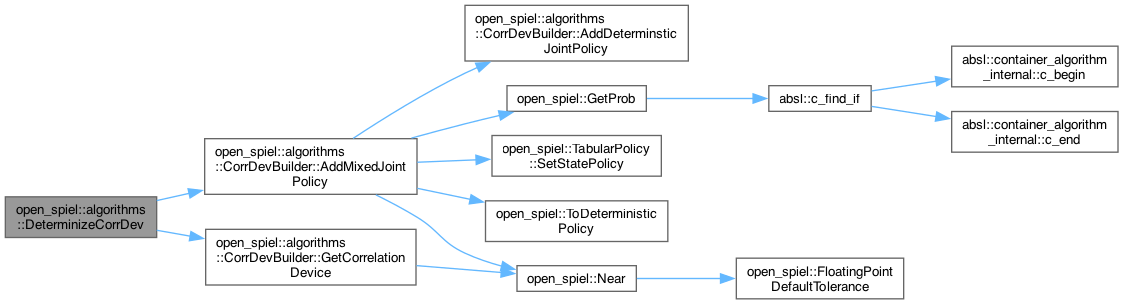 open_spiel::algorithms
::DeterminizeCorrDev
open_spiel::algorithms
::CorrDevBuilder::AddMixedJoint
Policy
open_spiel::algorithms
::CorrDevBuilder::GetCorrelation
Device
open_spiel::algorithms
::CorrDevBuilder::AddDeterminstic
JointPolicy
open_spiel::GetProb
open_spiel::TabularPolicy
::SetStatePolicy
open_spiel::ToDeterministic
Policy
open_spiel::Near
absl::c_find_if
open_spiel::FloatingPoint
DefaultTolerance
absl::container_algorithm
_internal::c_begin
absl::container_algorithm
_internal::c_end